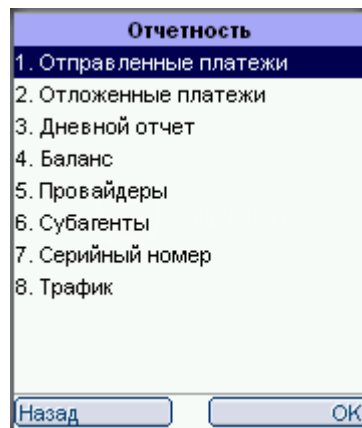 Отчетность
1. Отправленные платежи
2. Отложенные платежи
3. Дневной отчет
4. Баланс
5. Провайдеры
6. Субагенты
7. Серийный номер
8. Трафик
Назад OK